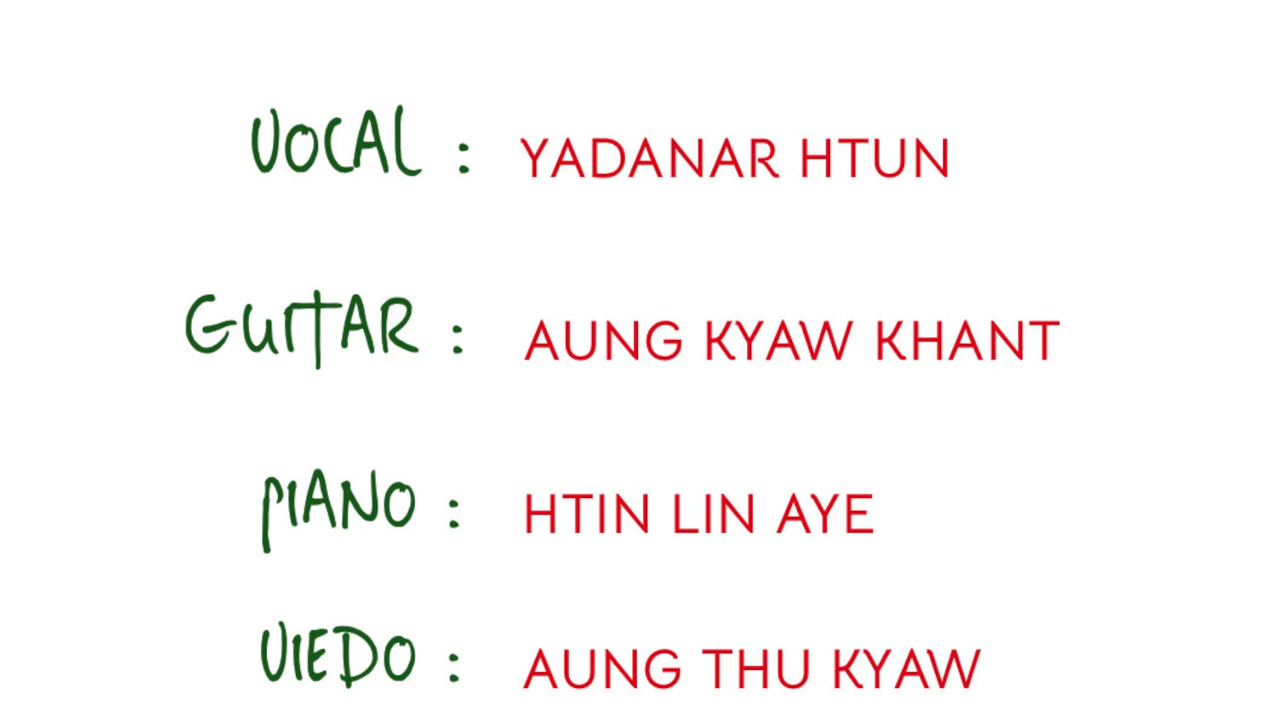 VOCAL : YADANAR HTUN
GUITAR : AUNG KYAW KHANT
PIANO : HTIN LIN AYE
VIEDO : AUNG THU KYAW